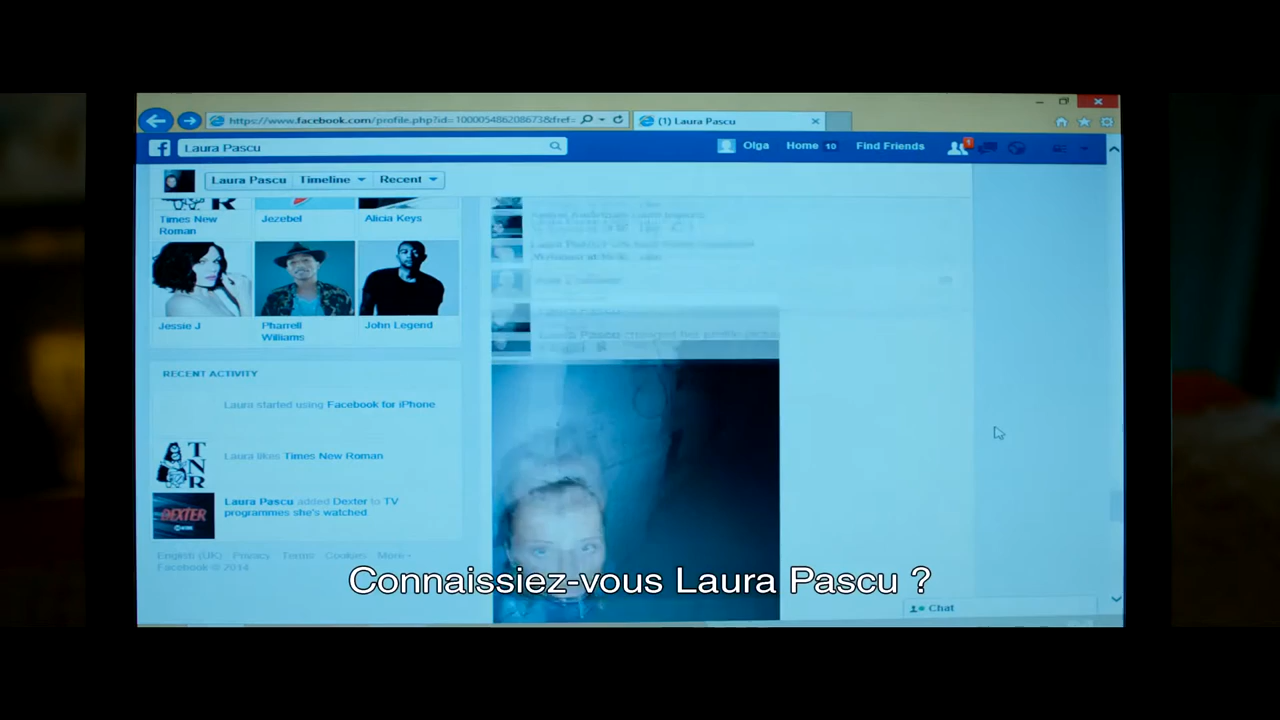 https://www.facebook.com/profile.php?id=100005486208673&fref=
(1) Laura Pascu
Laura Pascu
Olga
Home 10
Find Friends
1
Laura Pascu
Timeline
Recent
Times New
Roman
Jezebel
Alicia Keys
Jessie J
Pharrell
Williams
John Legend
RECENT ACTIVITY
Laura started using Facebook for iPhone
TNR
Laura likes Times New Roman
DEXTER
Laura Pascu added Dexter to TV
programmes she's watched
English (UK) Privacy Terms Cookies More
Facebook © 2014
Connaissiez-vous Laura Pascu ?
Chat